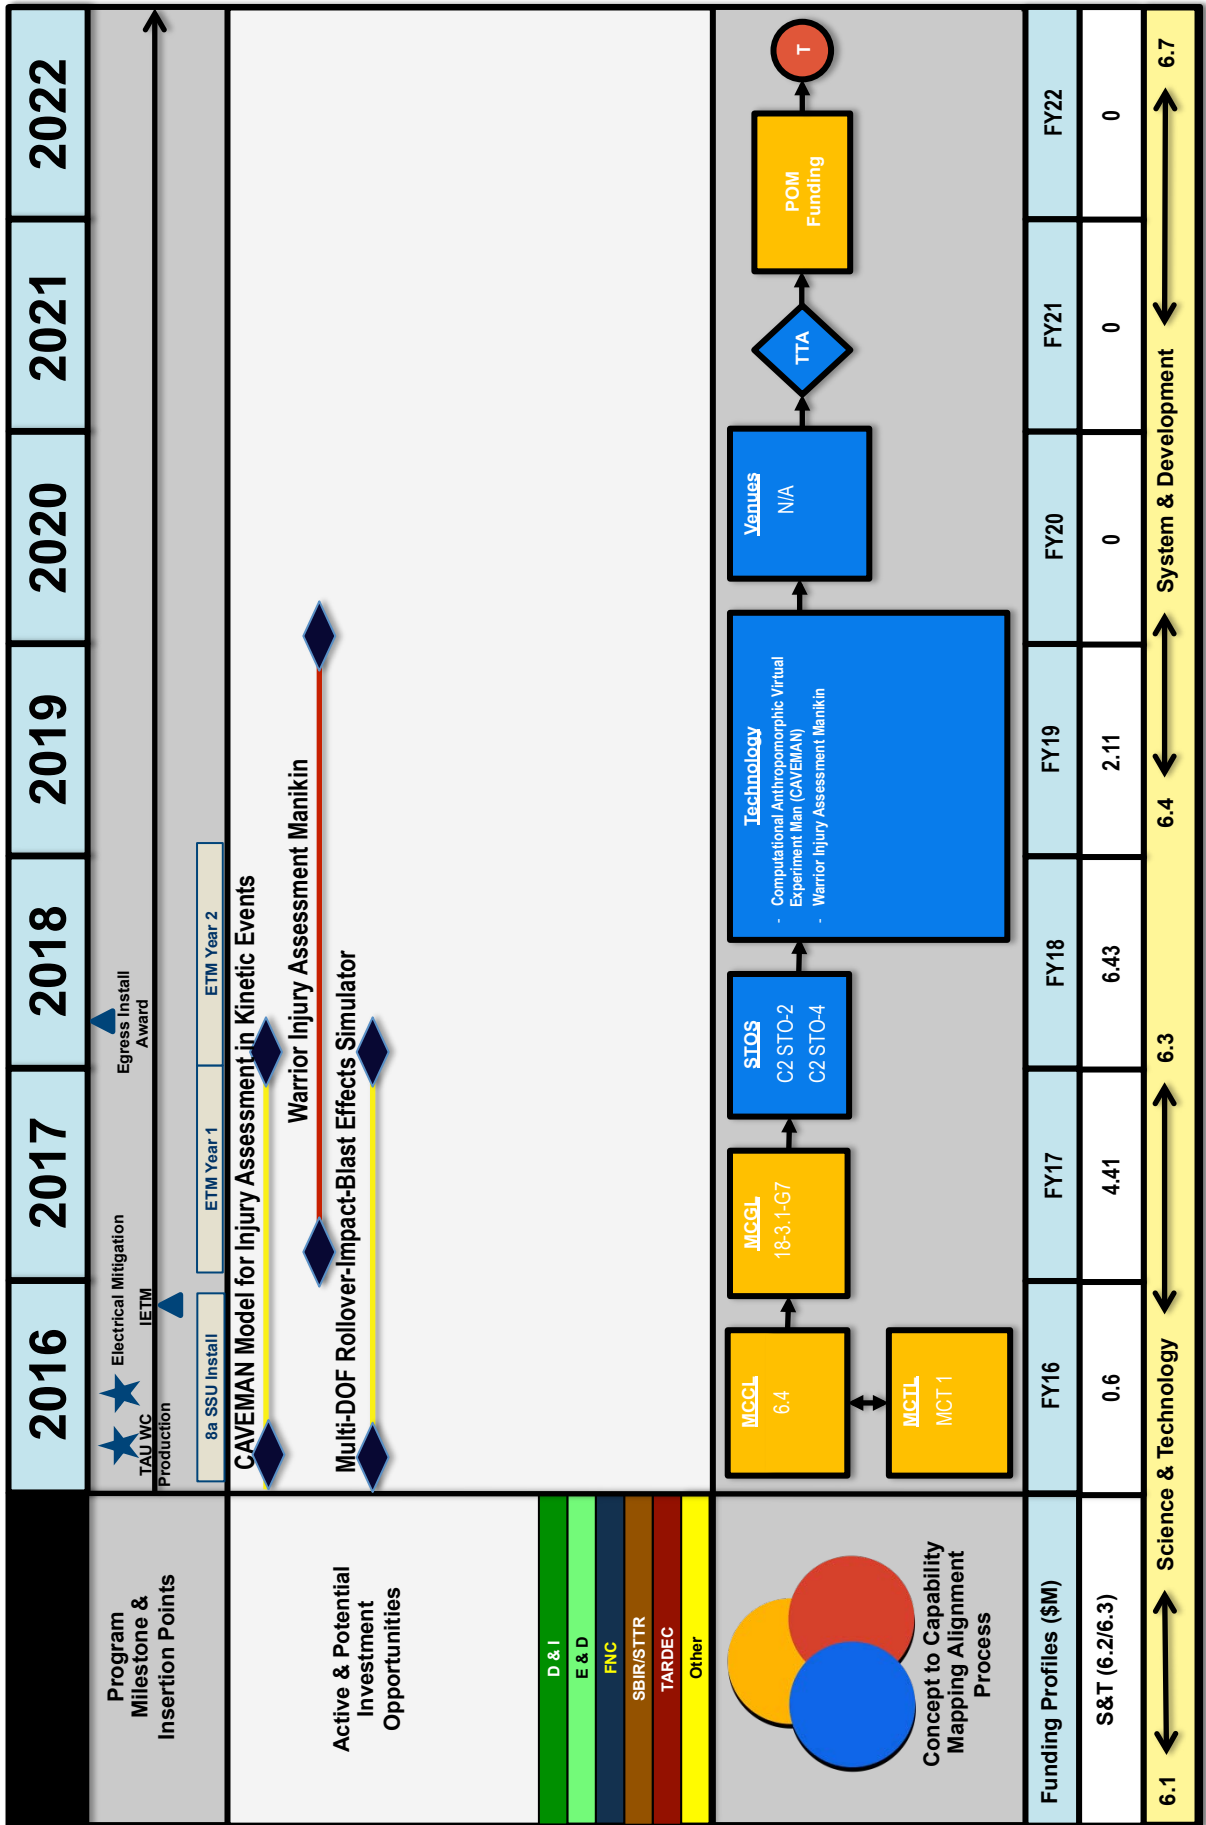 2016
2017
2018
2019
2020
2021
2022
Program
Milestone &
Insertion Points
TAU WC
Production
Electrical Mitigation
IETM
Egress Install
Award
8a SSU Install
ETM Year 1
ETM Year 2
Active & Potential
Investment
Opportunities
CAVEMAN Model for Injury Assessment in Kinetic Events
Warrior Injury Assessment Manikin
Multi-DOF Rollover-Impact-Blast Effects Simulator
D & I
E & D
FNC
SBIR/STTR
TARDEC
Other
Concept to Capability
Mapping Alignment
Process
MCCL
6.4
MCTL
MCT 1
MCGL
18-3.1-G7
STOS
C2 STO-2
C2 STO-4
Technology
- Computational Anthropomorphic Virtual
Experiment Man (CAVEMAN)
- Warrior Injury Assessment Manikin
Venues
N/A
TTA
POM
Funding
T
Funding Profiles ($M)
FY16
FY17
FY18
FY19
FY20
FY21
FY22
S&T (6.2/6.3)
0.6
4.41
6.43
2.11
0
0
0
6.1
Science & Technology
6.3
6.4
System & Development
6.7